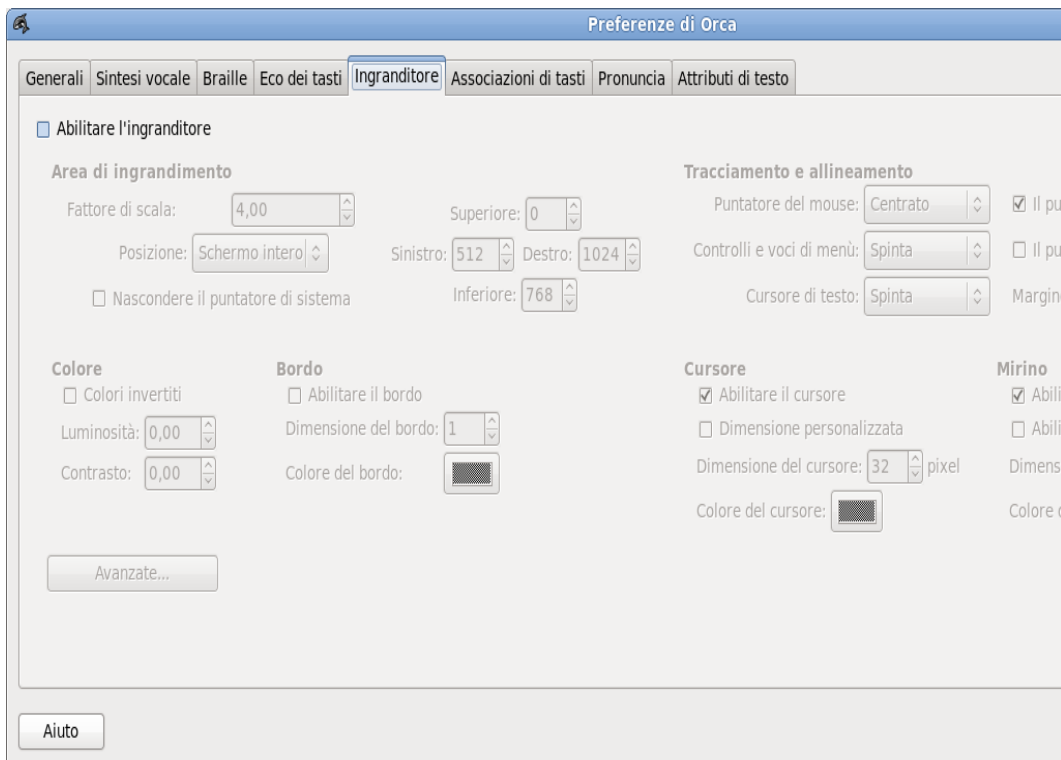 Preferenze di Orca
Generali Sintesi vocale Braille Eco dei tasti Ingranditore Associazioni di tasti Pronuncia Attributi di testo
Abilitare l'ingranditore
Area di ingrandimento
Tracciamento e allineamento
Fattore di scala: 4,00
Superiore: 0
Puntatore del mouse: Centrato
Il
Posizione: Schermo intero
Sinistro: 512 Destro: 1024
Controlli e voci di menù: Spinta
Il
Nascondere il puntatore di sistema
Inferiore: 768
Cursore di testo: Spinta
Colore
Bordo
Cursore
Mirino
Colori invertiti
Abilitare il bordo
Abilitare il cursore
Luminosità: 0,00
Dimensione del bordo: 1
Dimensione personalizzata
Contrasto: 0,00
Colore del bordo:
Dimensione del cursore: 32 pixel
Colore del cursore:
Colore
Avanzate...
Aiuto